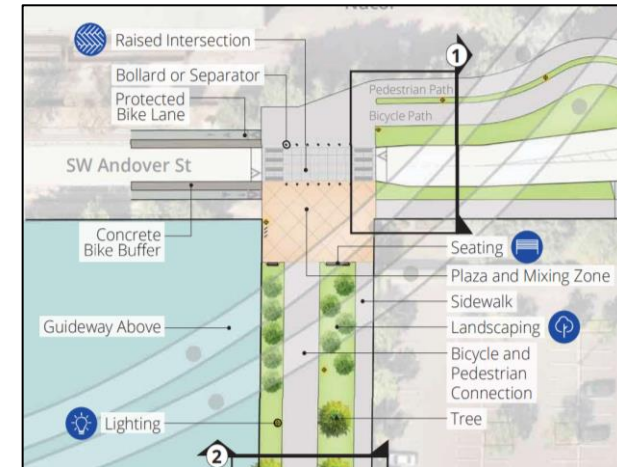 Nucor
Raised Intersection
1
Bollard or Separator
Pedestrian Path
Protected
Bike Lane
Bicycle Path
SW Andover St
Concrete
Bike Buffer
Seating
Plaza and Mixing Zone
Sidewalk
Guideway Above
Landscaping
Bicycle and
Pedestrian
Connection
Lighting
Tree
2